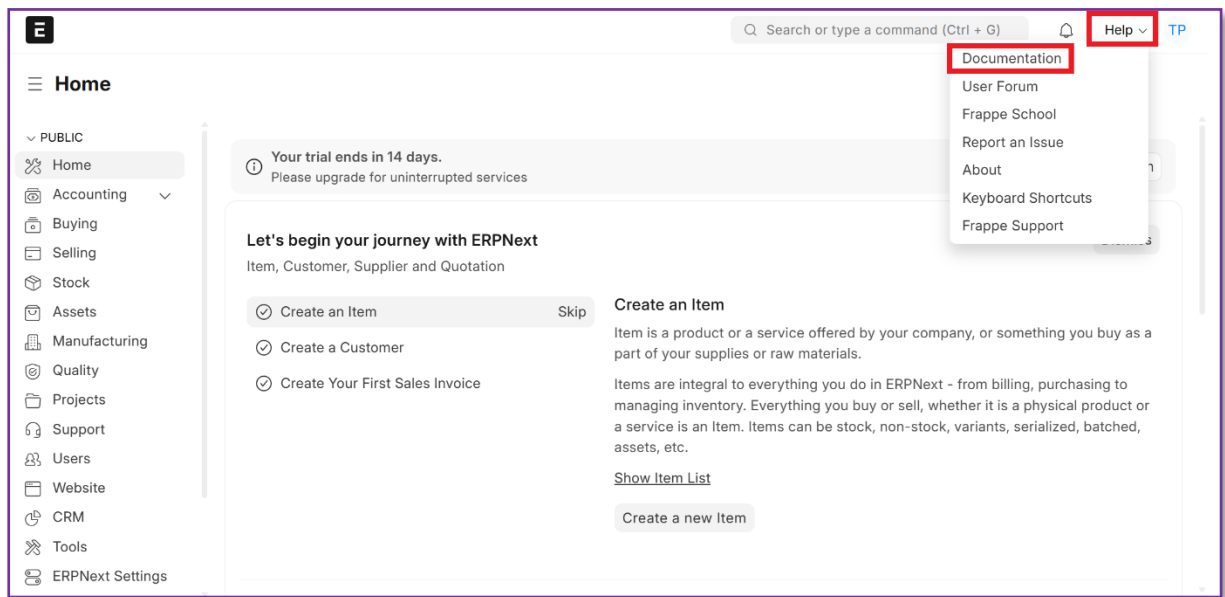 E
Search or type a command (Ctrl + G)
Help
TP
Documentation
User Forum
Frappe School
Report an Issue
About
Keyboard Shortcuts
Frappe Support
Home
PUBLIC
Home
Accounting
Buying
Selling
Stock
Assets
Manufacturing
Quality
Projects
Support
Users
Website
CRM
Tools
ERPNext Settings
Your trial ends in 14 days.
Please upgrade for uninterrupted services
Let's begin your journey with ERPNext
Item, Customer, Supplier and Quotation
Create an Item
Skip
Create a Customer
Create Your First Sales Invoice
Create an Item
Item is a product or a service offered by your company, or something you buy as a
part of your supplies or raw materials.
Items are integral to everything you do in ERPNext - from billing, purchasing to
managing inventory. Everything you buy or sell, whether it is a physical product or
a service is an Item. Items can be stock, non-stock, variants, serialized, batched,
assets, etc.
Show Item List
Create a new Item